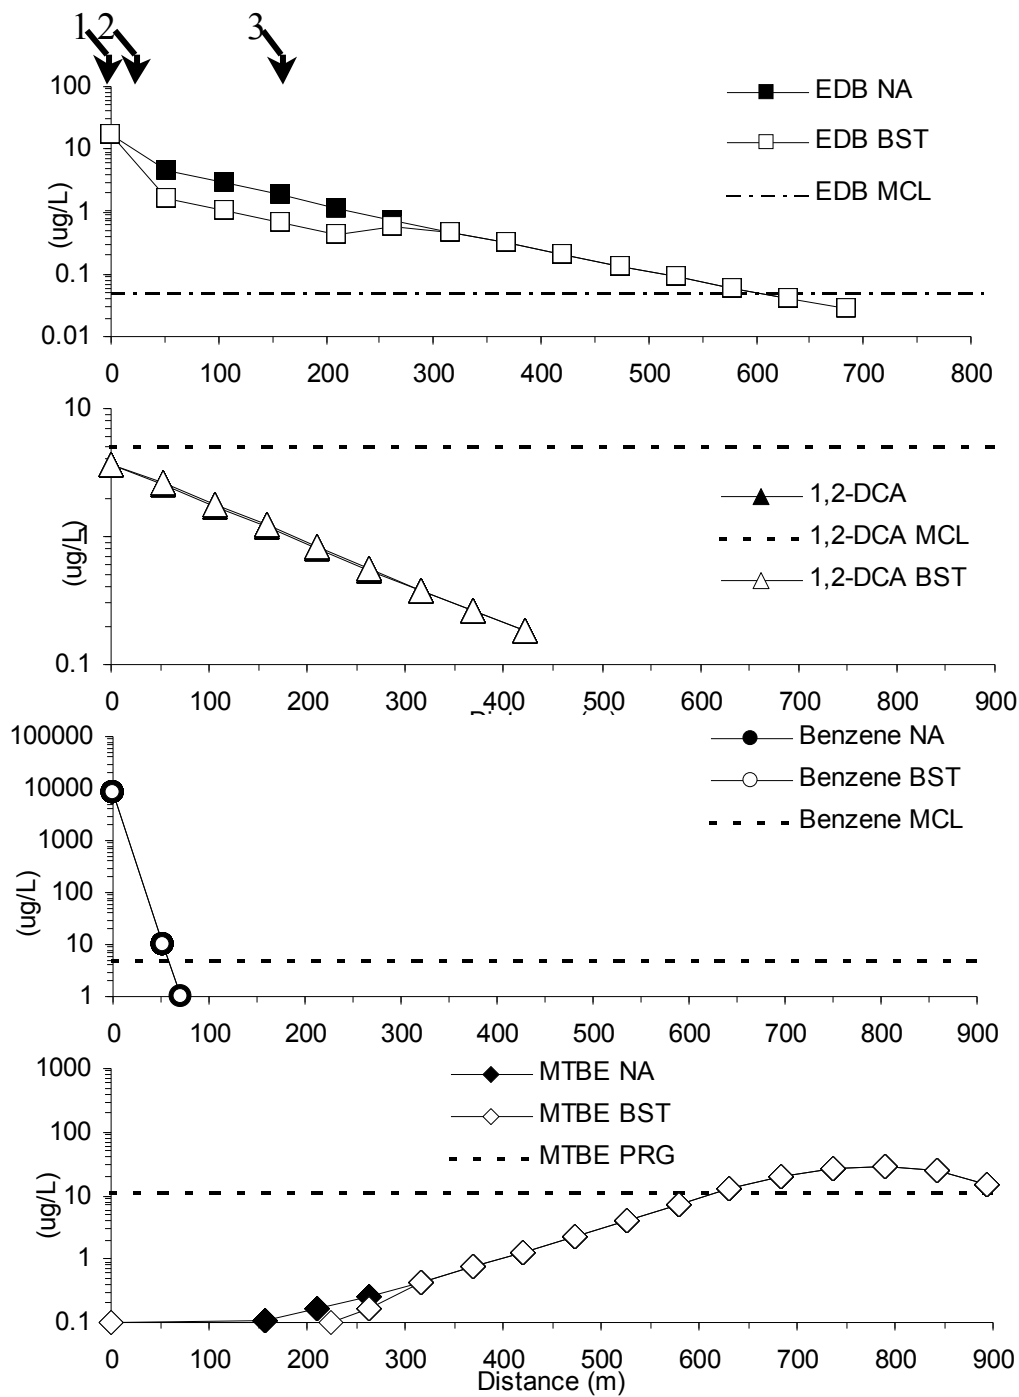 1 2 3
100
10
1
0.1
0.01
(ug/L)
EDB NA
EDB BST
EDB MCL
0 100 200 300 400 500 600 700 800
10
1
0.1
(ug/L)
1,2-DCA
1,2-DCA MCL
1,2-DCA BST
0 100 200 300 400 500 600 700 800 900
100000
10000
1000
100
10
1
(ug/L)
Benzene NA
Benzene BST
Benzene MCL
0 100 200 300 400 500 600 700 800 900
1000
100
10
1
0.1
(ug/L)
MTBE NA
MTBE BST
MTBE PRG
0 100 200 300 400 500 600 700 800 900
Distance (m)